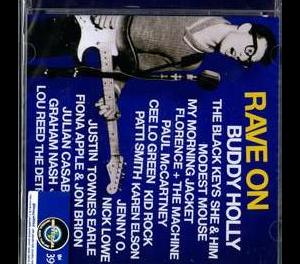 RAVE ON
BUDDY HOLLY
THE BLACK KEYS SHE & HIM
MODEST MOUSE
MY MORNING JACKET
FLORENCE + THE MACHINE
PAUL McCARTNEY
CEE LO GREEN KID ROCK
PATTI SMITH KAREN ELSON
JENNY O.
NICK LOWE
JUSTIN TOWNES EARLE
FIONA APPLE & JON BRION
JULIAN CASAB
GRAHAM NASH
LOU REED THE DET
39